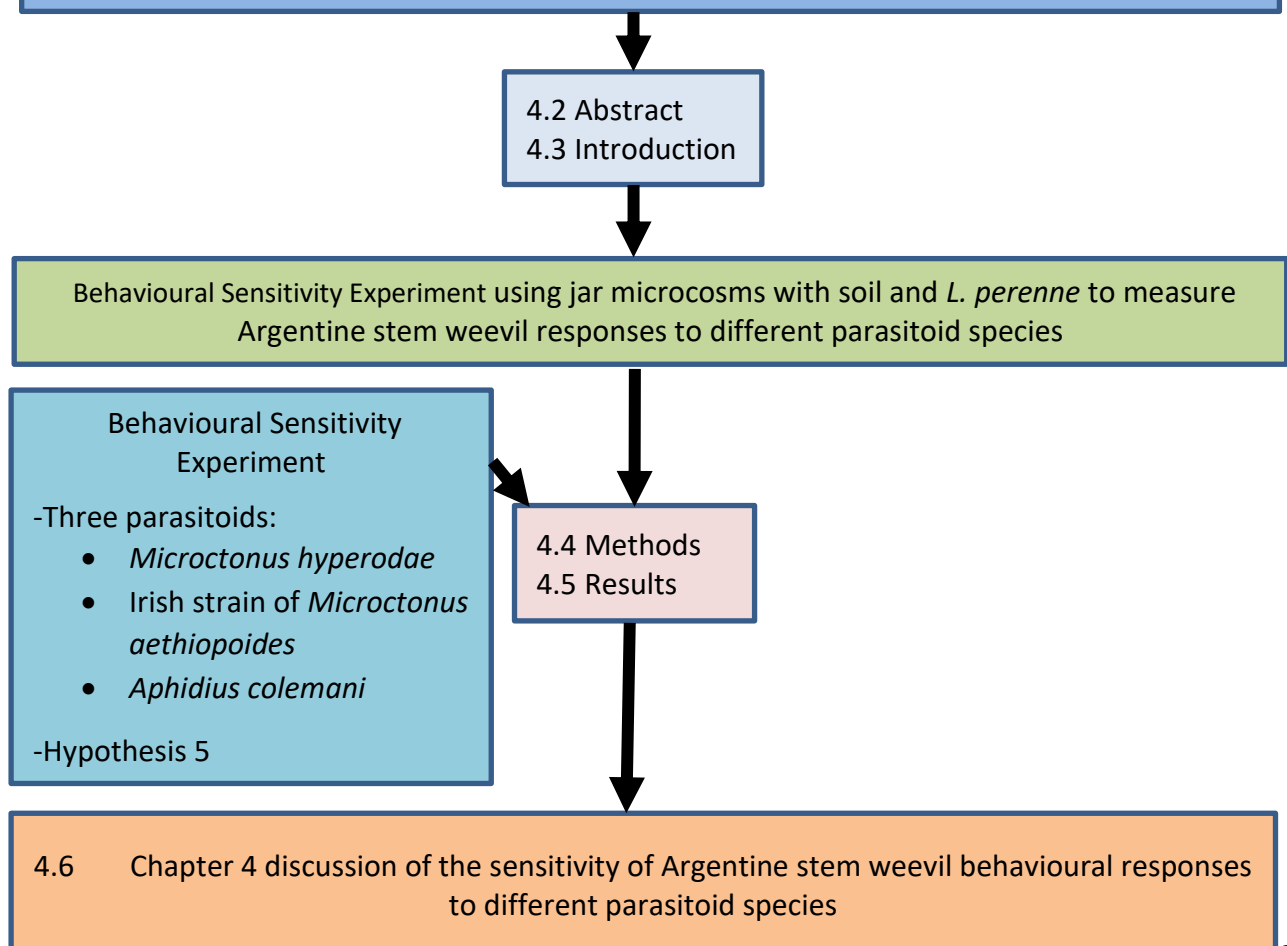 4.2 Abstract
4.3 Introduction
Behavioural Sensitivity Experiment using jar microcosms with soil and L. perenne to measure
Argentine stem weevil responses to different parasitoid species
Behavioural Sensitivity
Experiment
-Three parasitoids:
• Microctonus hyperodae
• Irish strain of Microctonus
aethiopoides
• Aphidius colemani
-Hypothesis 5
4.4 Methods
4.5 Results
4.6 Chapter 4 discussion of the sensitivity of Argentine stem weevil behavioural responses
to different parasitoid species